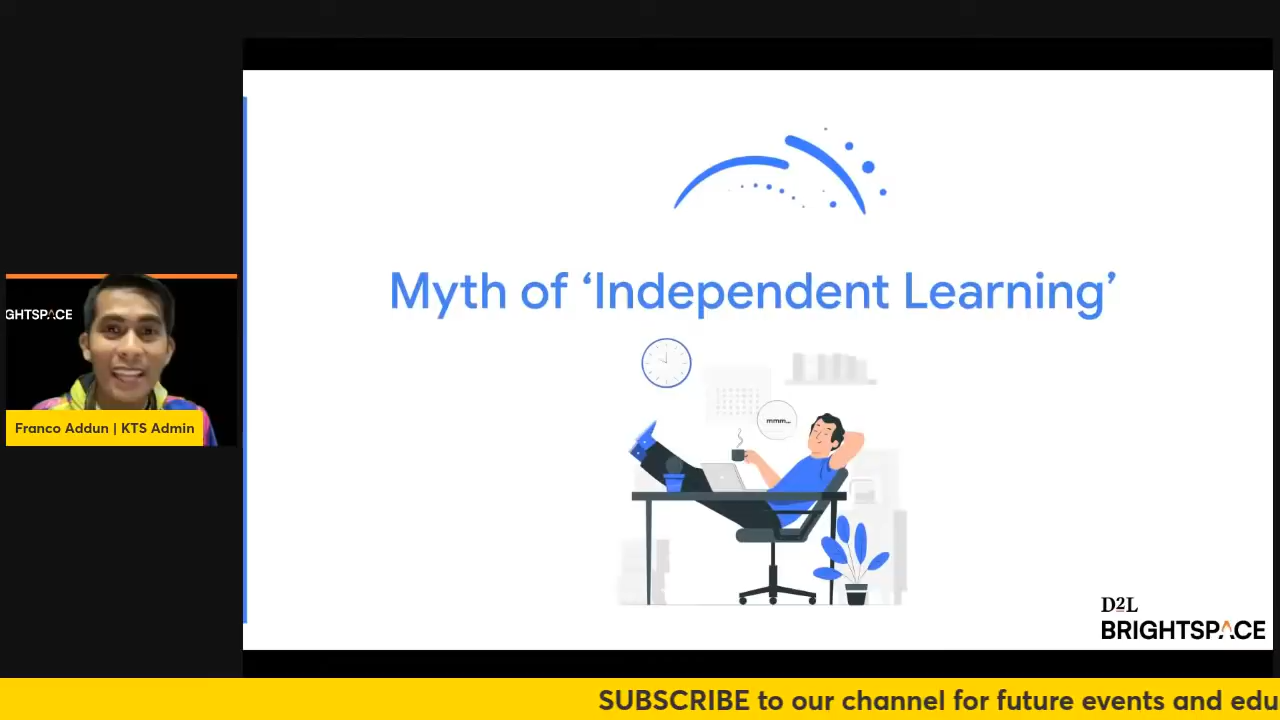 Myth of ‘Independent Learning’
GHTSPACE
mmm...
Franco Addun | KTS Admin
D2L
BRIGHTSPACE
SUBSCRIBE to our channel for future events and edu